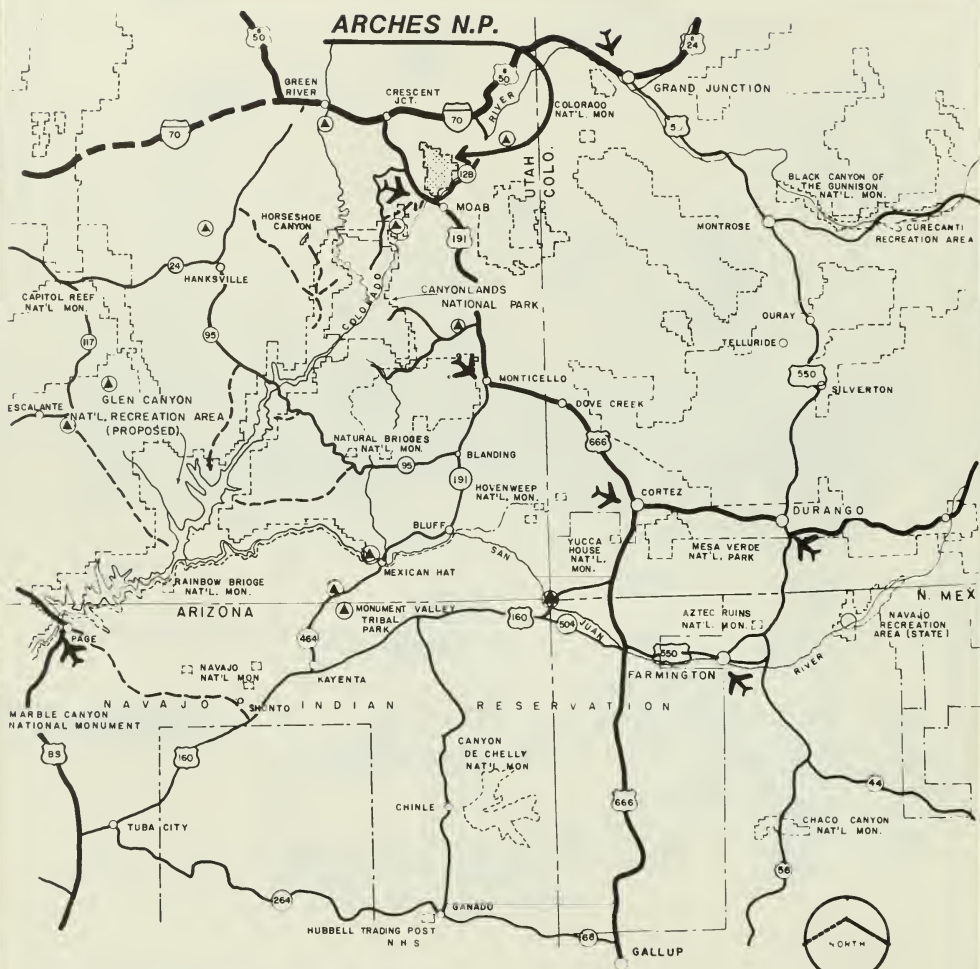 ARCHES N.P.
50
6
24
GREEN
RIVER
CRESCENT
JCT.
50
RIVER
GRAND JUNCTION
COLORADO
NAT'L. MON
70
70
UTAH
COLO.
BLACK CANYON OF
THE GUNNISON
NAT'L. MON.
128
HORSESHOE
CANYON
MOAB
MONTROSE
CURECANTI
RECREATION AREA
191
24
HANKSVILLE
CAPITOL REEF
NAT'L MON.
COLORADO
CANYONLANDS
NATIONAL PARK
95
OURAY
117
TELLURIDE
550
SILVERTON
MONTICELLO
GLEN CANYON
NAT'L. RECREATION AREA
(PROPOSED)
ESCALANTE
DOVE CREEK
666
NATURAL BRIDGES
NAT'L. MON.
95
BLANDING
191
HOVENWEEP
NAT'L. MON.
CORTEZ
DURANGO
BLUFF
SAN
YUCCA
HOUSE
NAT'L.
MON.
MESA VERDE
NAT'L. PARK
MEXICAN HAT
RAINBOW BRIDGE
NAT'L. MON.
ARIZONA
N. MEX
MONUMENT VALLEY
TRIBAL
PARK
160
504
JUAN
AZTEC RUINS
NAT'L MON.
NAVAJO
RECREATION
AREA (STATE)
PAGE
464
550
RIVER
NAVAJO
NAT'L MON
KAYENTA
FARMINGTON
SHONTO
NAVAJO INDIAN RESERVATION
MARBLE CANYON
NATIONAL MONUMENT
89
160
CANYON
DE CHELLY
NAT'L MON
44
CHINLE
666
TUBA CITY
CHACO CANYON
NAT'L MON.
56
264
GANADO
HUBBELL TRADING POST
NHS
68
GALLUP
NORTH